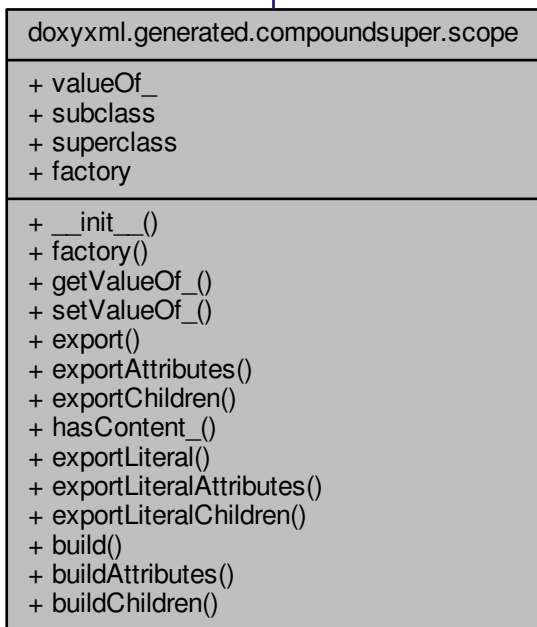 doxyxml.generated.compoundsuper.scope
+ valueOf_
+ subclass
+ superclass
+ factory
+ __init__()
+ factory()
+ getValueOf_()
+ setValueOf_()
+ export()
+ exportAttributes()
+ exportChildren()
+ hasContent_()
+ exportLiteral()
+ exportLiteralAttributes()
+ exportLiteralChildren()
+ build()
+ buildAttributes()
+ buildChildren()